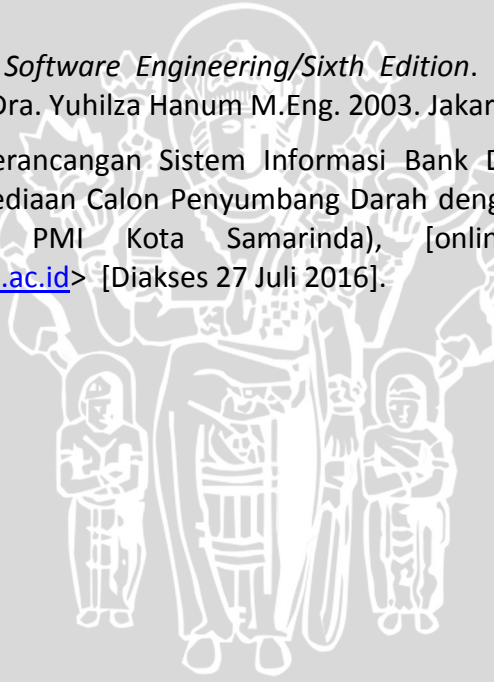 Software Engineering/Sixth Edition.
Dra. Yuhilza Hanum M.Eng. 2003. Jakar
erancangan Sistem Informasi Bank D
ediaan Calon Penyumbang Darah deng
PMI Kota Samarinda), [onlin
.ac.id> [Diakses 27 Juli 2016].